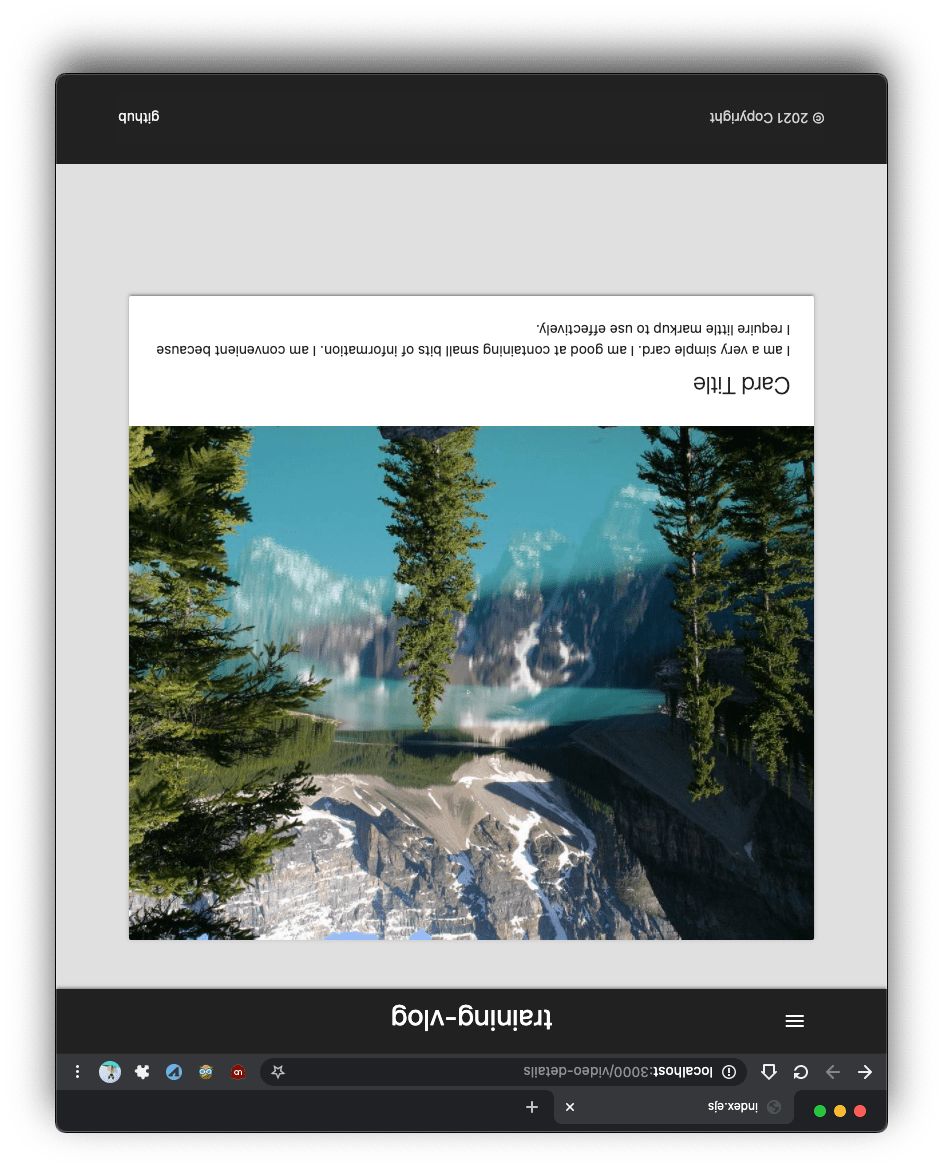 index.ejs
localhost:3000/video-details
training-vlog
Card Title
I am a very simple card. I am good at containing small bits of information. I am convenient because
I require little markup to use effectively.
© 2021 Copyright
github